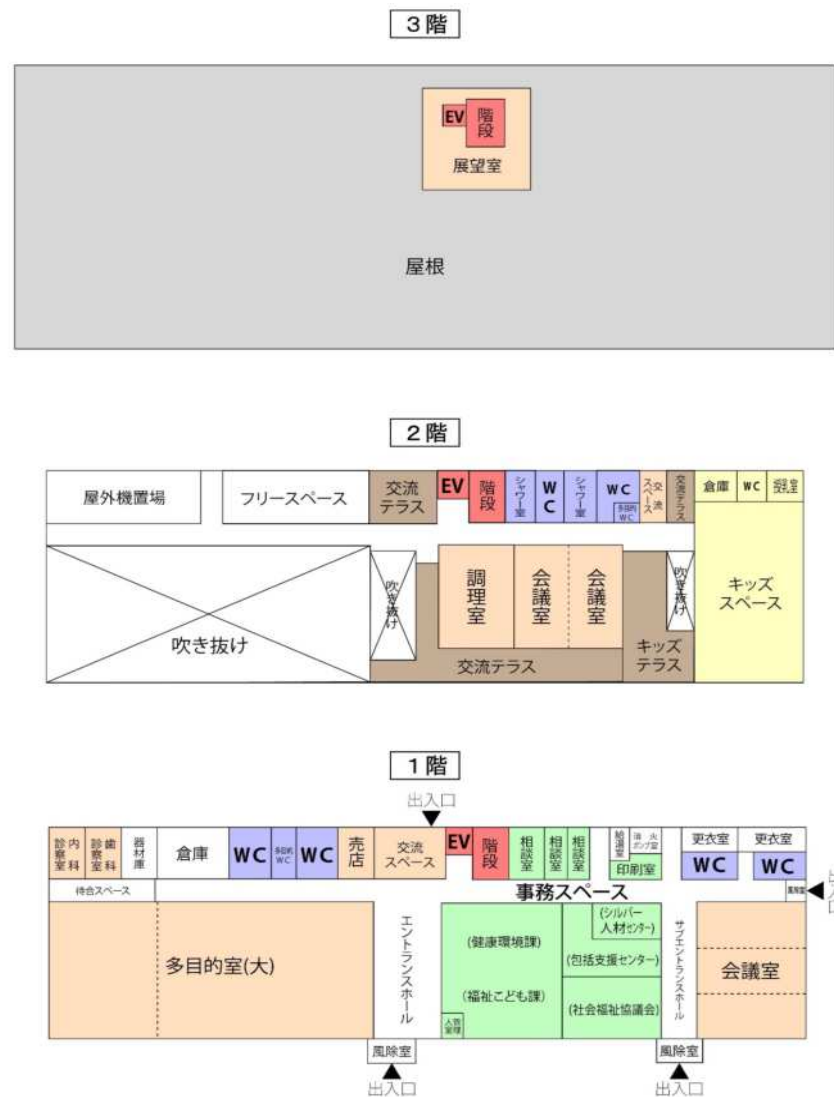 3階
EV
階段
展望室
屋根
2階
屋外機置場
フリースペース
交流
テラス
EV
階段
シャワー室
WC
シャワー室
WC
多目的
WC
交流
スペース
交流テラス
倉庫
WC
授乳室
吹き抜け
吹き抜け
調理室
会議室
会議室
吹き抜け
キッズ
スペース
交流テラス
キッズ
テラス
1階
出入口
内科
診察室
歯科
診察室
器材庫
倉庫
WC
多目的
WC
WC
売店
交流
スペース
EV
階段
相談室
相談室
相談室
給湯室
消火
ポンプ室
印刷室
更衣室
更衣室
WC
WC
待合スペース
事務スペース
風除室
出入口
多目的室(大)
エントランスホール
(健康環境課)
(福祉こども課)
(シルバー
人材センター)
(包括支援センター)
(社会福祉協議会)
サブエントランスホール
会議室
風除室
風除室
出入口
出入口